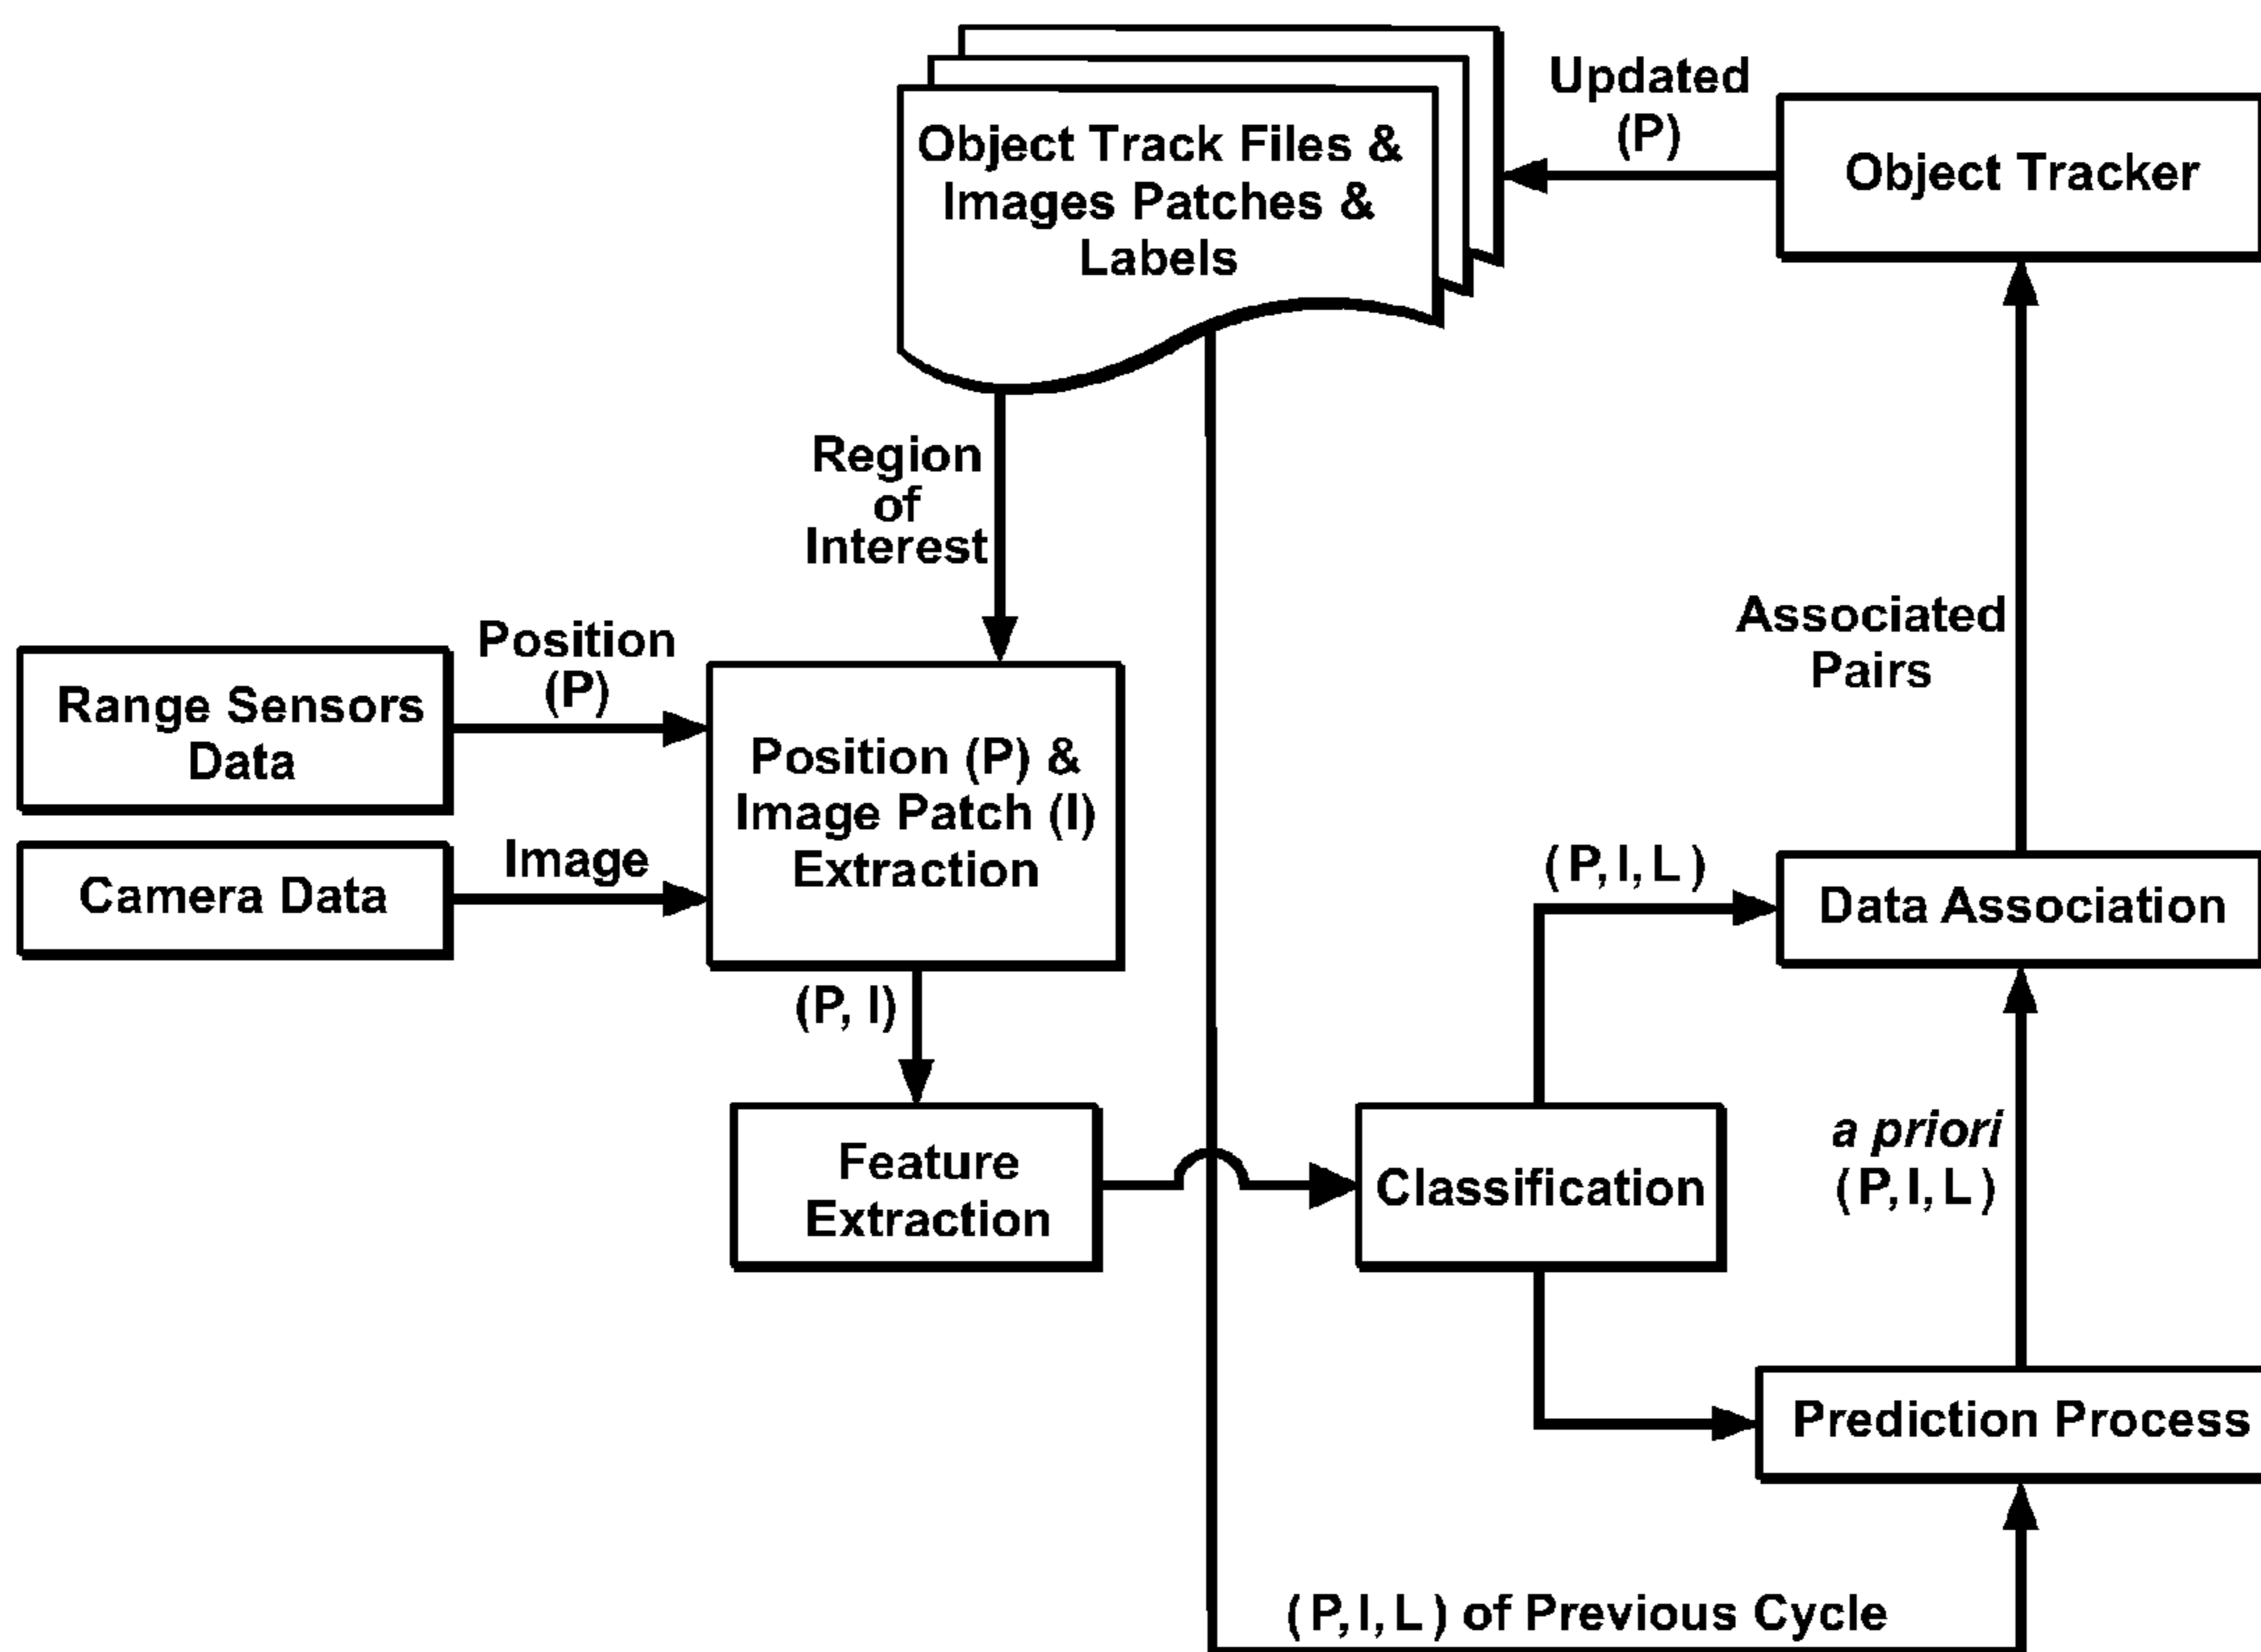 Object Track Files &
Images Patches &
Labels
Updated
(P)
Object Tracker
Region
of
Interest
Associated
Pairs
Range Sensors
Data
Position
(P)
Position (P) &
Image Patch (I)
Extraction
Camera Data
Image
(P, I)
(P, I, L)
Data Association
Feature
Extraction
Classification
a priori
(P, I, L)
Prediction Process
(P, I, L) of Previous Cycle